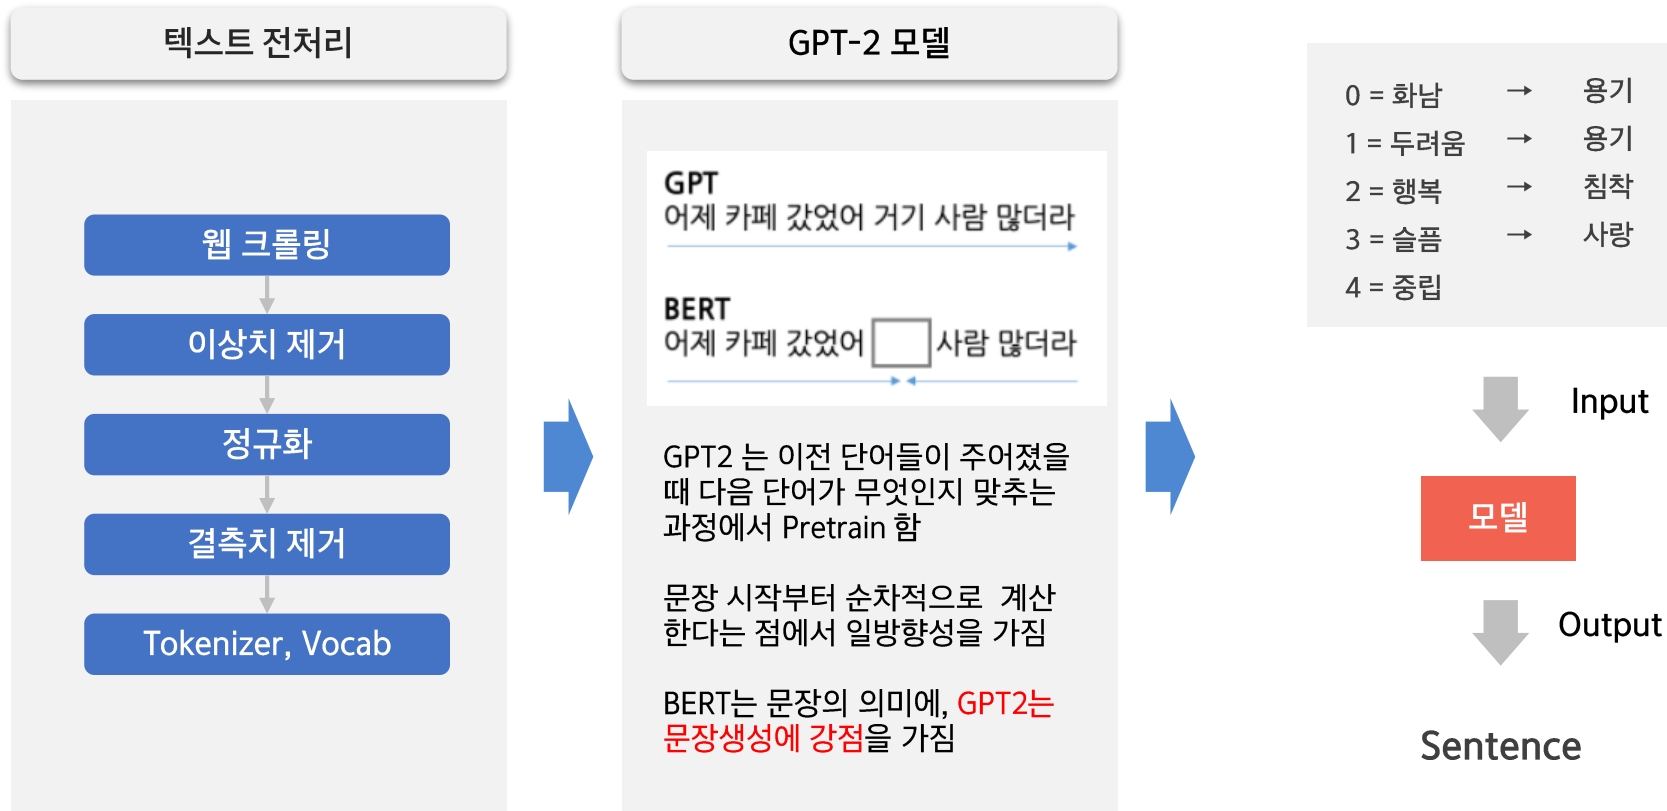 텍스트 전처리
웹 크롤링
이상치 제거
정규화
결측치 제거
Tokenizer, Vocab
GPT-2 모델
GPT
어제 카페 갔었어 거기 사람 많더라
BERT
어제 카페 갔었어 사람 많더라
GPT2 는 이전 단어들이 주어졌을
때 다음 단어가 무엇인지 맞추는
과정에서 Pretrain 함
문장 시작부터 순차적으로 계산
한다는 점에서 일방향성을 가짐
BERT는 문장의 의미에, GPT2는
문장생성에 강점을 가짐
0 = 화남 → 용기
1 = 두려움 → 용기
2 = 행복 → 침착
3 = 슬픔 → 사랑
4 = 중립
Input
모델
Output
Sentence